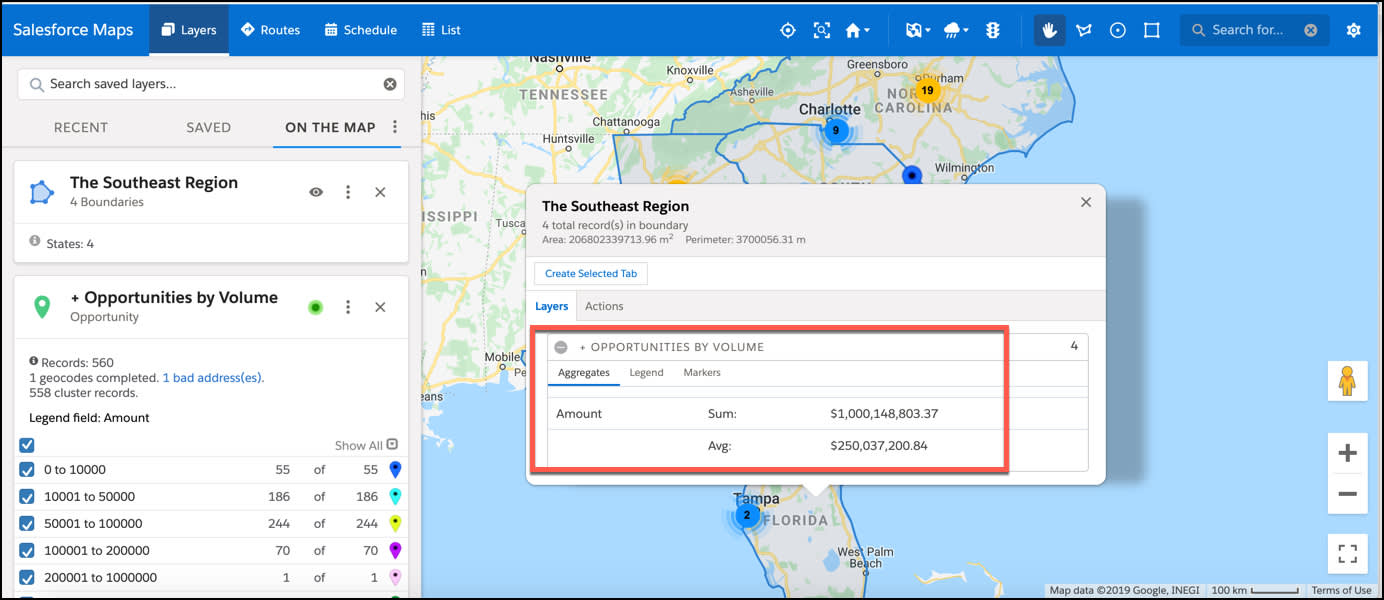 Salesforce Maps
Layers
Routes
Schedule
List
Search for...
Search saved layers...
RECENT
SAVED
ON THE MAP
The Southeast Region
4 Boundaries
States: 4
+ Opportunities by Volume
Opportunity
Records: 560
1 geocodes completed. 1 bad address(es).
558 cluster records.
Legend field: Amount
Show All
0 to 10000 55 of 55
10001 to 50000 186 of 186
50001 to 100000 244 of 244
100001 to 200000 70 of 70
200001 to 1000000 1 of 1
Nashville
Knoxville
Greensboro
Durham
19
TENNESSEE
Asheville
NORTH
CAROLINA
Charlotte
9
Chattanooga
Huntsville
Wilmington
ISSIPPI
Tusca
Mobile
Pe
eans
The Southeast Region
4 total record(s) in boundary
Area: 206802339713.96 m² Perimeter: 3700056.31 m
Create Selected Tab
Layers
Actions
+ OPPORTUNITIES BY VOLUME 4
Aggregates Legend Markers
Amount Sum: $1,000,148,803.37
Avg: $250,037,200.84
Tampa
2
FLORIDA
West Palm
Beach
Map data ©2019 Google, INEGI 100 km Terms of Use